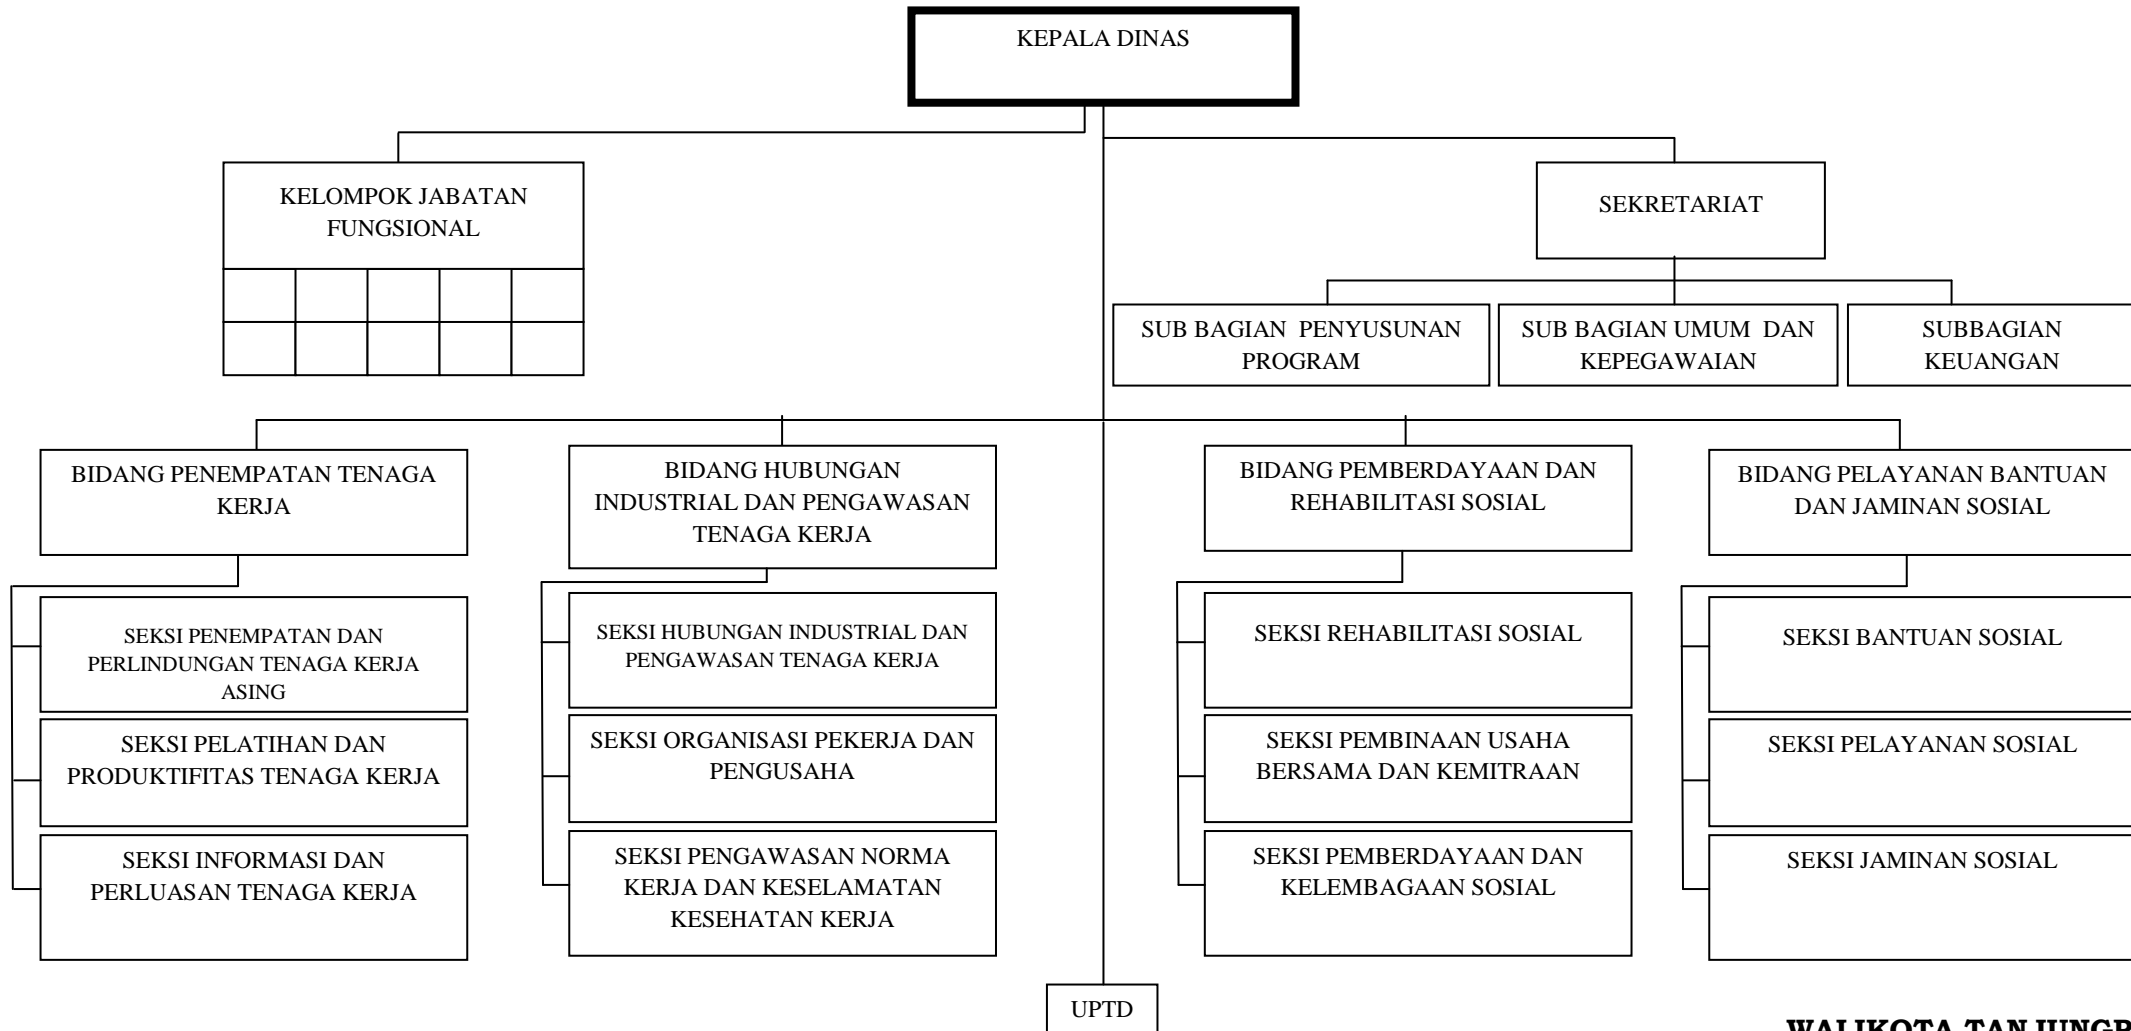 KEPALA DINAS
KELOMPOK JABATAN
FUNGSIONAL
SEKRETARIAT
SUB BAGIAN PENYUSUNAN
PROGRAM
SUB BAGIAN UMUM DAN
KEPEGAWAIAN
SUBBAGIAN
KEUANGAN
BIDANG PENEMPATAN TENAGA
KERJA
BIDANG HUBUNGAN
INDUSTRIAL DAN PENGAWASAN
TENAGA KERJA
BIDANG PEMBERDAYAAN DAN
REHABILITASI SOSIAL
BIDANG PELAYANAN BANTUAN
DAN JAMINAN SOSIAL
SEKSI PENEMPATAN DAN
PERLINDUNGAN TENAGA KERJA
ASING
SEKSI HUBUNGAN INDUSTRIAL DAN
PENGAWASAN TENAGA KERJA
SEKSI REHABILITASI SOSIAL
SEKSI BANTUAN SOSIAL
SEKSI PELATIHAN DAN
PRODUKTIFITAS TENAGA KERJA
SEKSI ORGANISASI PEKERJA DAN
PENGUSAHA
SEKSI PEMBINAAN USAHA
BERSAMA DAN KEMITRAAN
SEKSI PELAYANAN SOSIAL
SEKSI INFORMASI DAN
PERLUASAN TENAGA KERJA
SEKSI PENGAWASAN NORMA
KERJA DAN KESELAMATAN
KESEHATAN KERJA
SEKSI PEMBERDAYAAN DAN
KELEMBAGAAN SOSIAL
SEKSI JAMINAN SOSIAL
UPTD
WALIKOTA